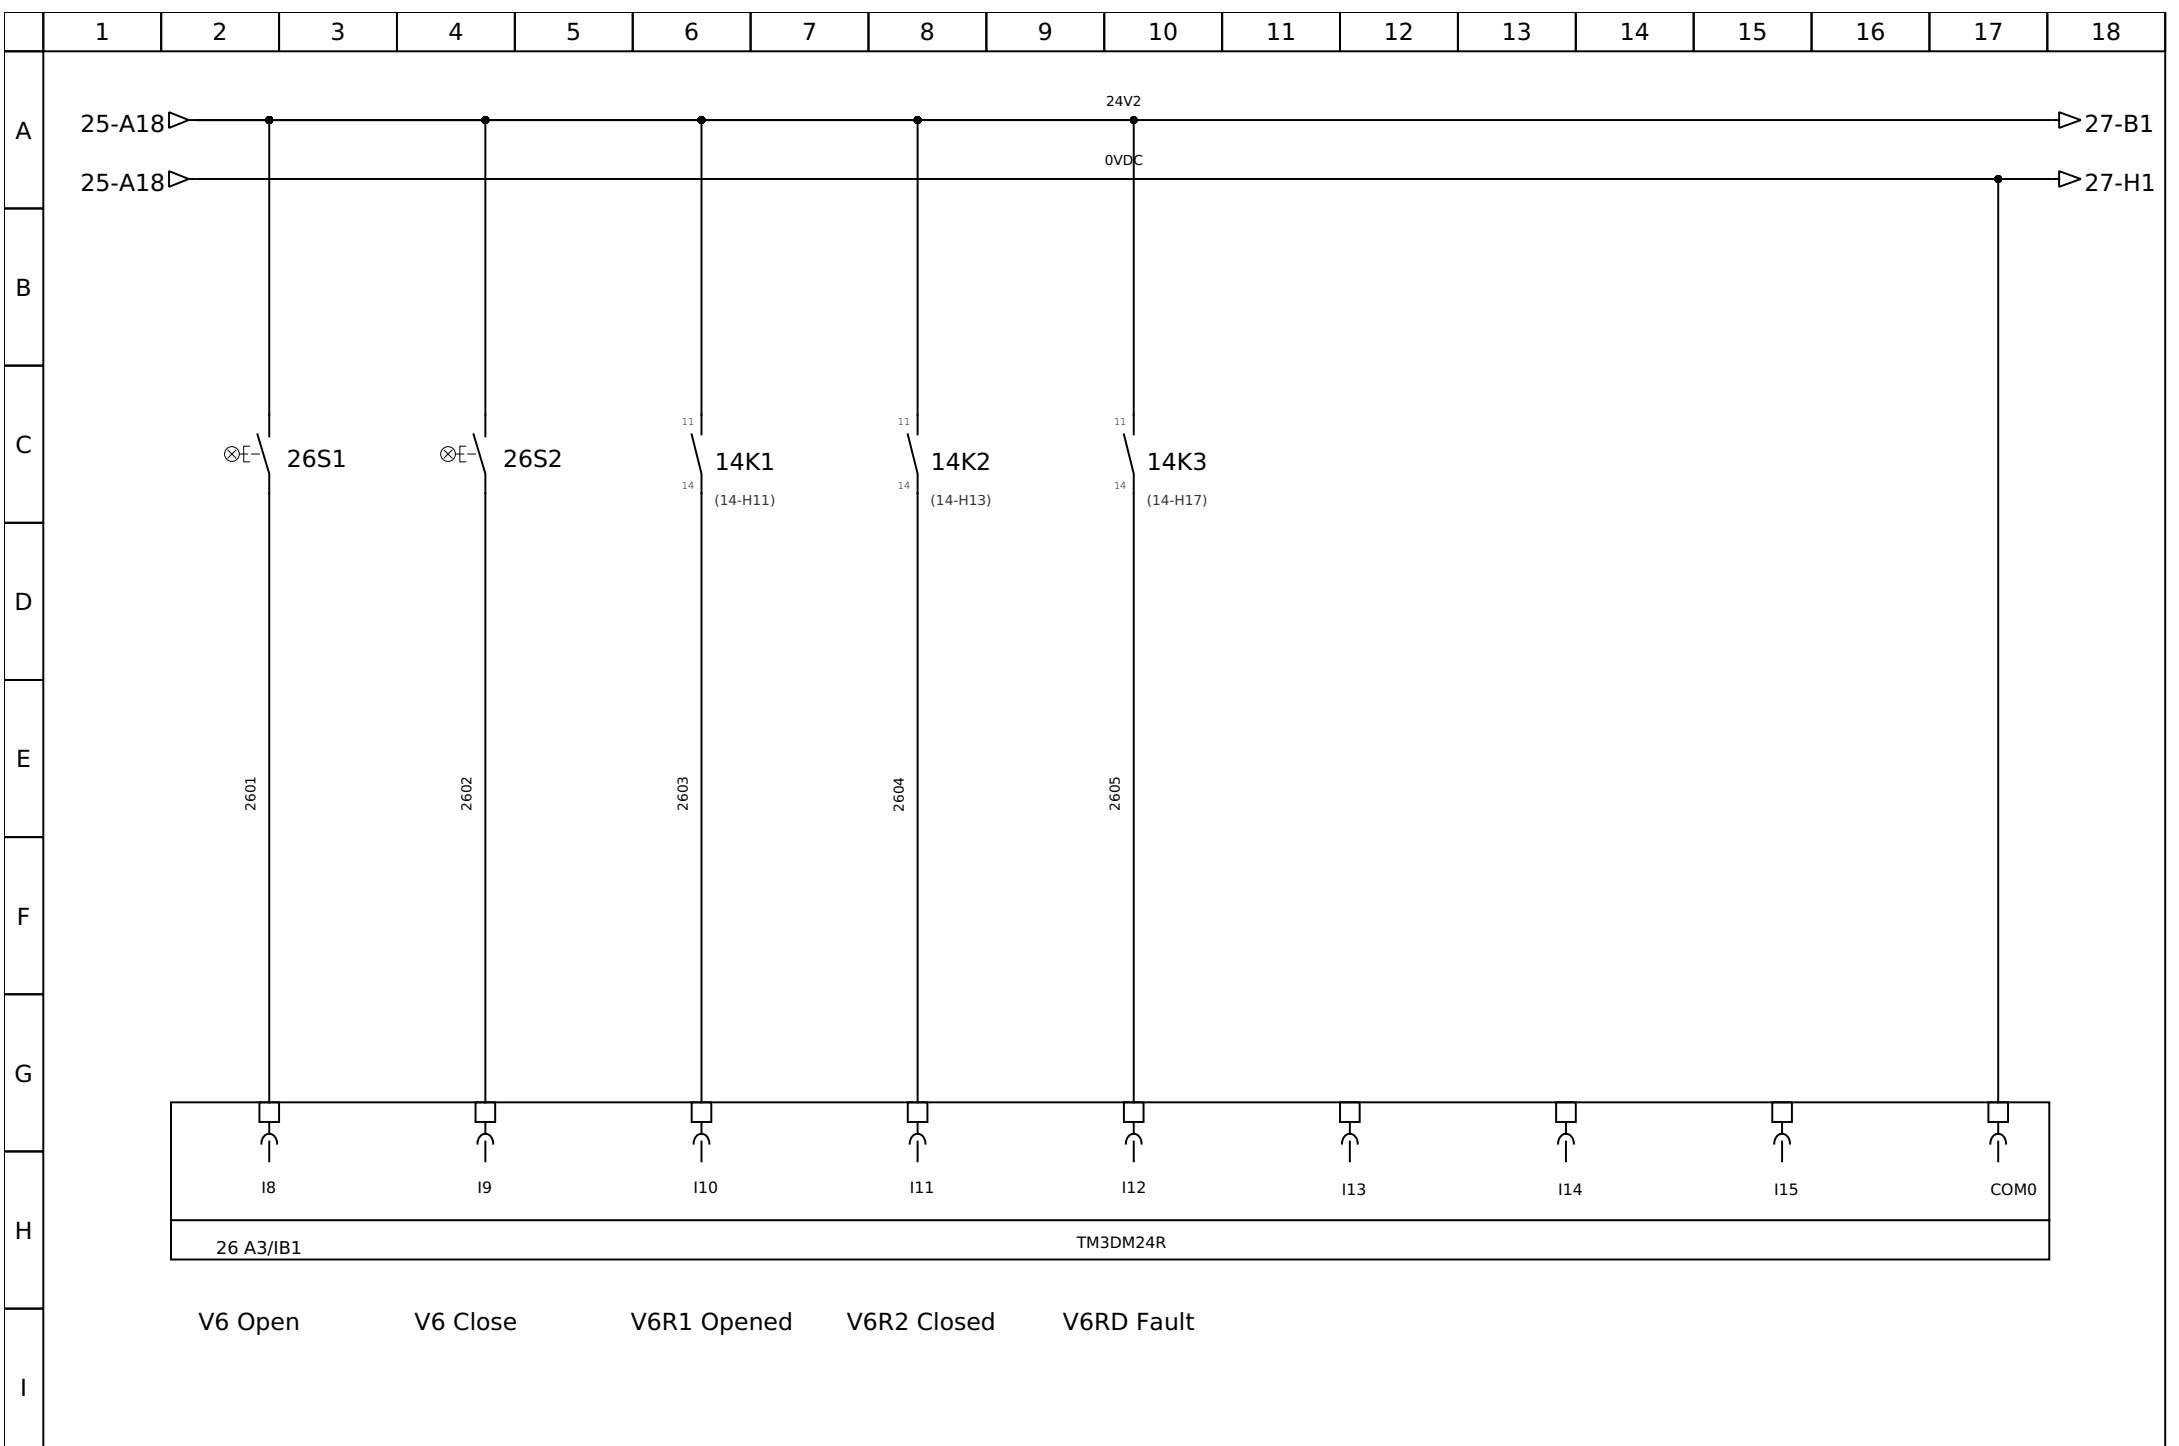 1 2 3 4 5 6 7 8 9 10 11 12 13 14 15 16 17 18
A
24V2
25-A18 27-B1
0VDC
25-A18 27-H1
B
C
11 11 11
26S1 26S2 14K1 14K2 14K3
14 14 14
(14-H11) (14-H13) (14-H17)
D
E
2601 2602 2603 2604 2605
F
G
H
I8 I9 I10 I11 I12 I13 I14 I15 COM0
26 A3/IB1 TM3DM24R
V6 Open V6 Close V6R1 Opened V6R2 Closed V6RD Fault
I